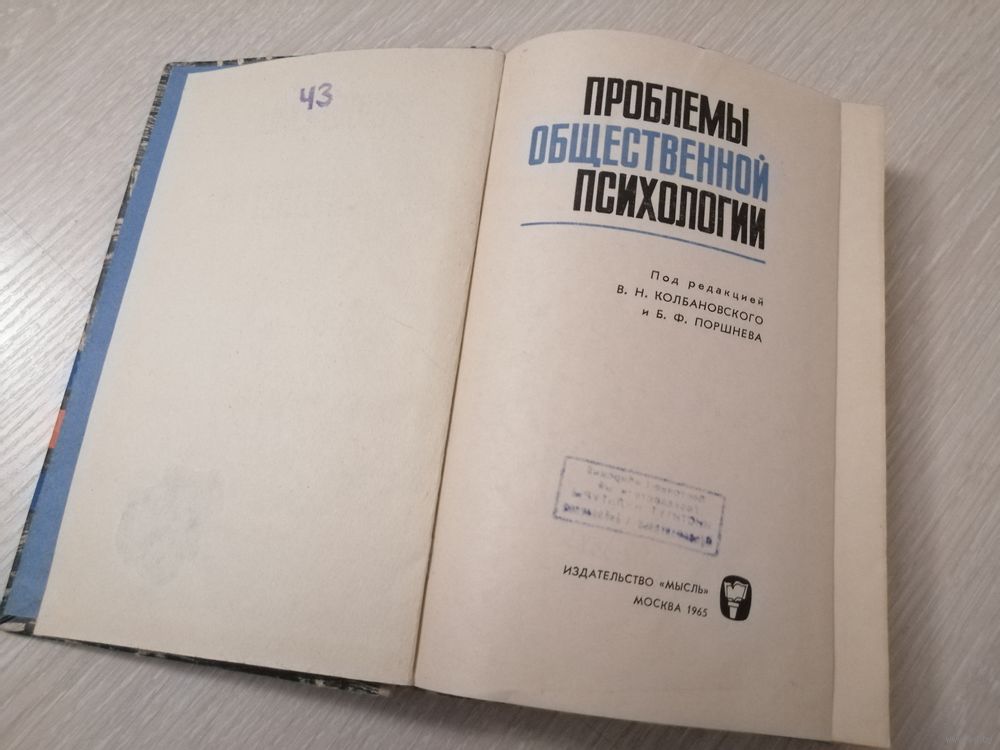 43
ПРОБЛЕМЫ
ОБЩЕСТВЕННОЙ
ПСИХОЛОГИИ
Под редакцией
В. Н. КОЛБАНОВСКОГО
и Б. Ф. ПОРШНЕВА
ИЗДАТЕЛЬСТВО «МЫСЛЬ»
МОСКВА 1965